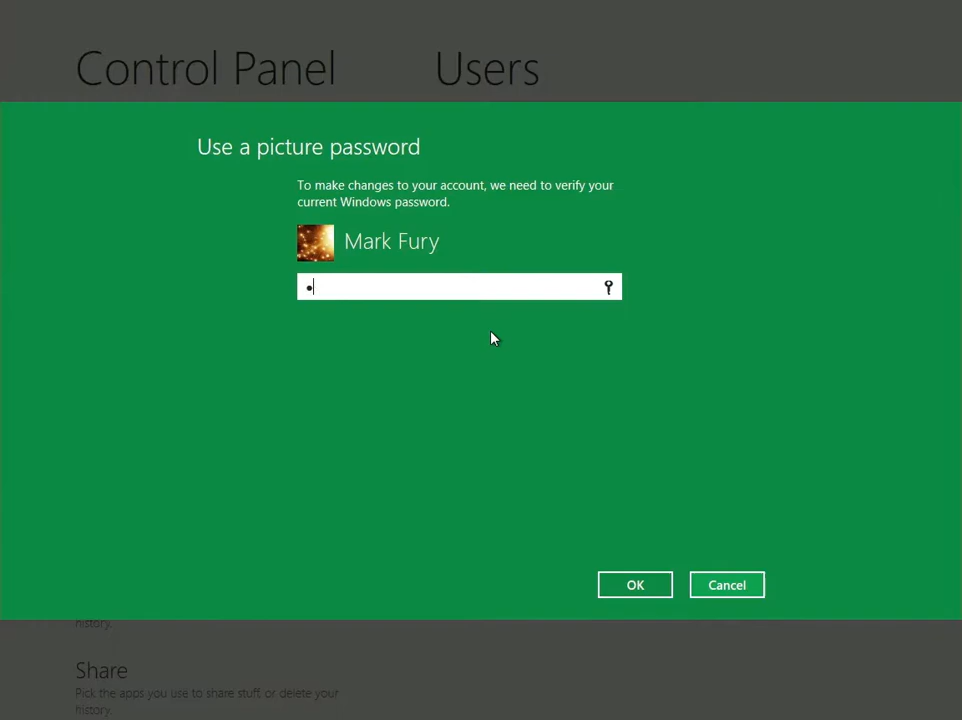 Control Panel
Users
Use a picture password
To make changes to your account, we need to verify your
current Windows password.
Mark Fury
OK
Cancel
history.
Share
Pick the apps you use to share stuff, or delete your
history.